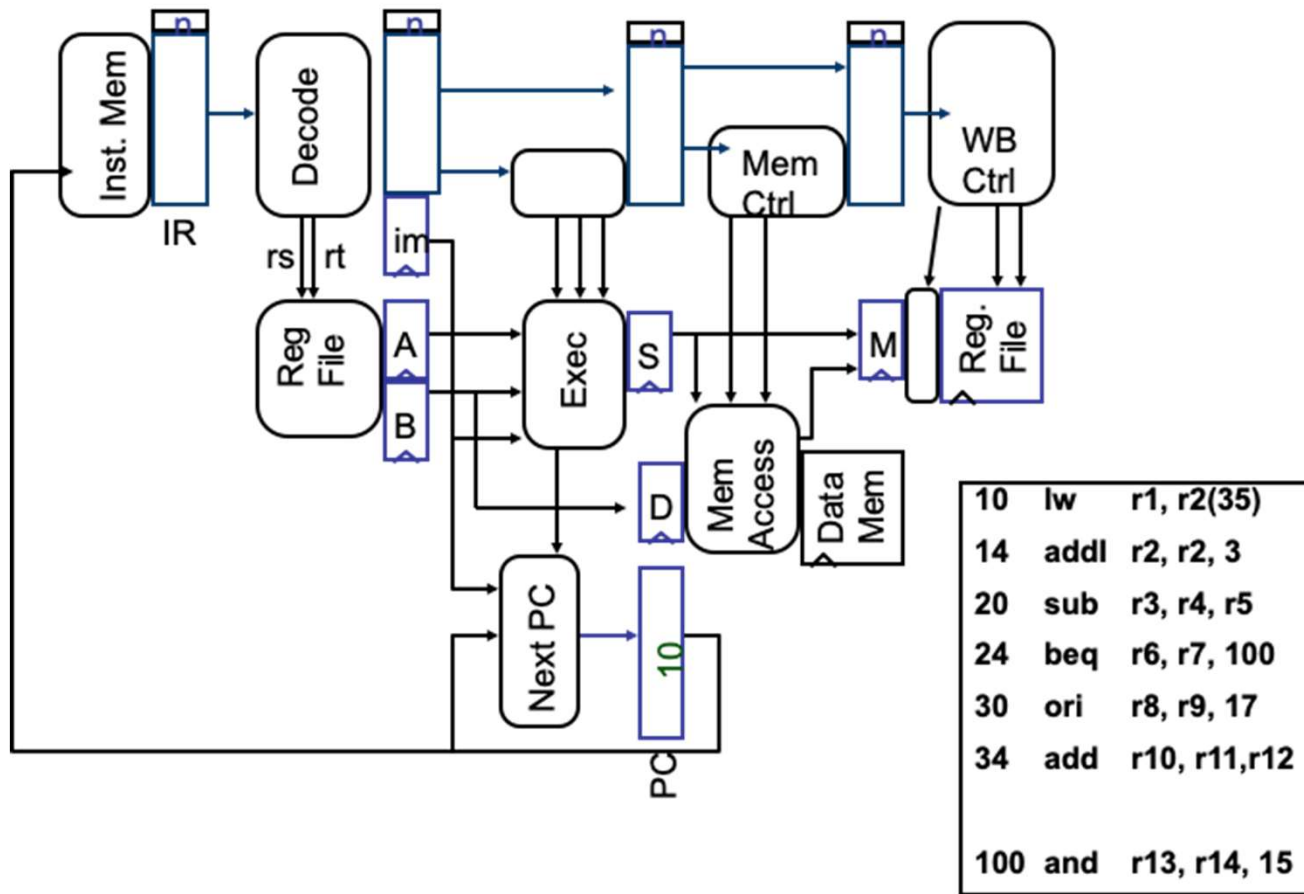 n
n
n
n
Inst. Mem
Decode
WB
Ctrl
Mem
Ctrl
IR
rs
rt
im
Reg
File
A
B
Exec
S
M
Reg.
File
D
Mem
Access
Data
Mem
Next PC
10
PC
10 lw r1, r2(35)
14 addI r2, r2, 3
20 sub r3, r4, r5
24 beq r6, r7, 100
30 ori r8, r9, 17
34 add r10, r11,r12
100 and r13, r14, 15